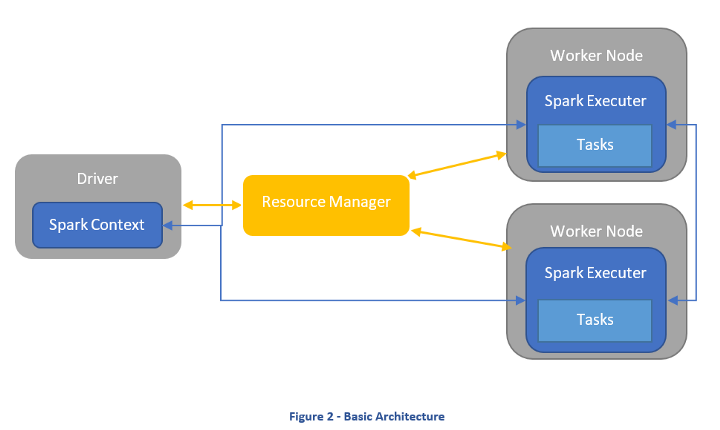 Worker Node
Spark Executer
Tasks
Driver
Spark Context
Resource Manager
Worker Node
Spark Executer
Tasks
Figure 2 - Basic Architecture